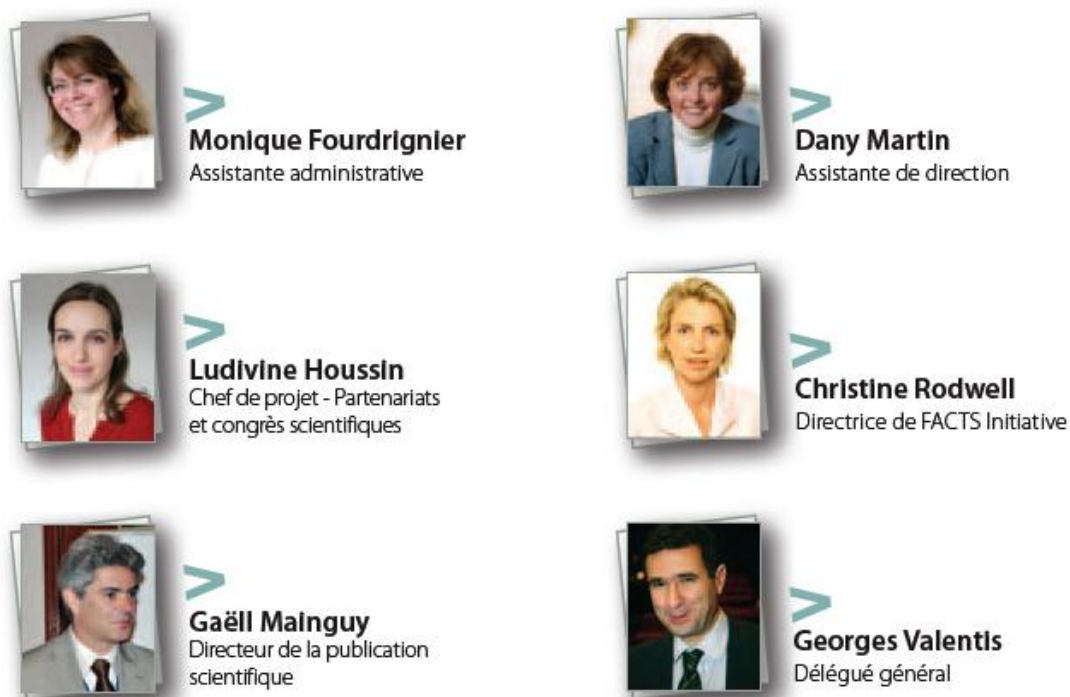 Monique Fourdrignier
Assistante administrative
Dany Martin
Assistante de direction
Ludivine Houssin
Chef de projet - Partenariats
et congrès scientifiques
Christine Rodwell
Directrice de FACTS Initiative
Gaëll Mainguy
Directeur de la publication
scientifique
Georges Valentis
Délégué général